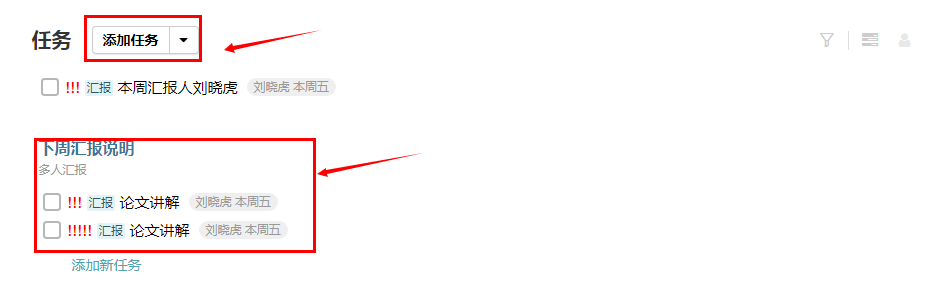 任务 添加任务
!!! 汇报 本周汇报人刘晓虎 刘晓虎 本周五
下周汇报说明
多人汇报
!!! 汇报 论文讲解 刘晓虎 本周五
!!!!! 汇报 论文讲解 刘晓虎 本周五
添加新任务